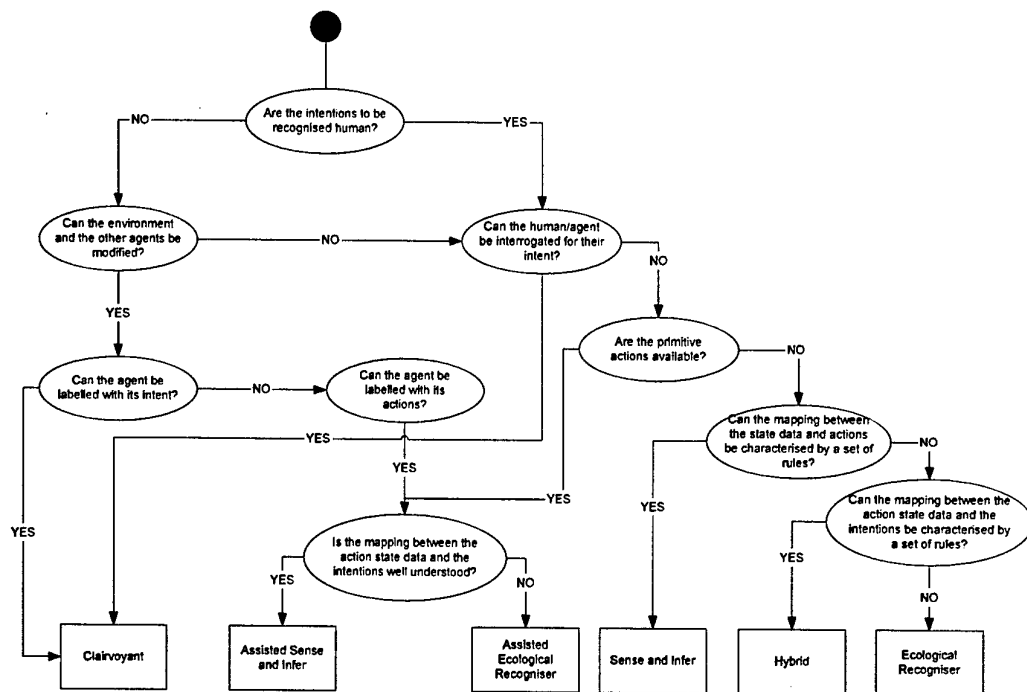 Are the intentions to be
recognised human?
NO
YES
Can the environment
and the other agents be
modified?
NO
Can the human/agent
be interrogated for their
intent?
NO
YES
Are the primitive
actions available?
NO
Can the agent be
labelled with its intent?
NO
Can the agent be
labelled with its
actions?
Can the mapping between
the state data and actions
be characterised by a set of
rules?
YES
YES
NO
YES
YES
Can the mapping between the
action state data and the
intentions be characterised by
a set of rules?
YES
Is the mapping between the
action state data and the
intentions well understood?
YES
YES
NO
YES
NO
Clairvoyant
Assisted Sense
and Infer
Assisted
Ecological
Recogniser
Sense and Infer
Hybrid
Ecological
Recogniser